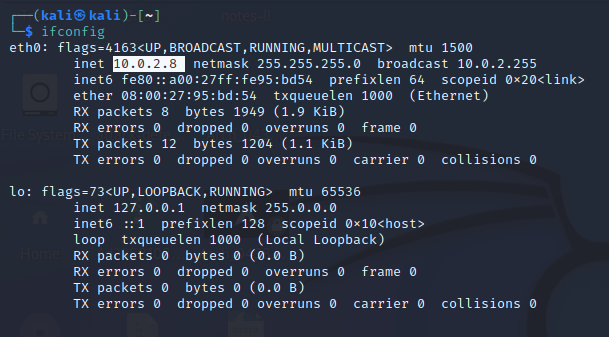 (kali㉿kali)-[~]
$ ifconfig
eth0: flags=4163<UP,BROADCAST,RUNNING,MULTICAST>  mtu 1500
inet 10.0.2.8  netmask 255.255.255.0  broadcast 10.0.2.255
inet6 fe80::a00:27ff:fe95:bd54  prefixlen 64  scopeid 0×20<link>
ether 08:00:27:95:bd:54  txqueuelen 1000  (Ethernet)
RX packets 8  bytes 1949 (1.9 KiB)
RX errors 0  dropped 0  overruns 0  frame 0
TX packets 12  bytes 1204 (1.1 KiB)
TX errors 0  dropped 0 overruns 0  carrier 0  collisions 0
lo: flags=73<UP,LOOPBACK,RUNNING>  mtu 65536
inet 127.0.0.1  netmask 255.0.0.0
inet6 ::1  prefixlen 128  scopeid 0×10<host>
loop  txqueuelen 1000  (Local Loopback)
RX packets 0  bytes 0 (0.0 B)
RX errors 0  dropped 0  overruns 0  frame 0
TX packets 0  bytes 0 (0.0 B)
TX errors 0  dropped 0 overruns 0  carrier 0  collisions 0
File System
Home